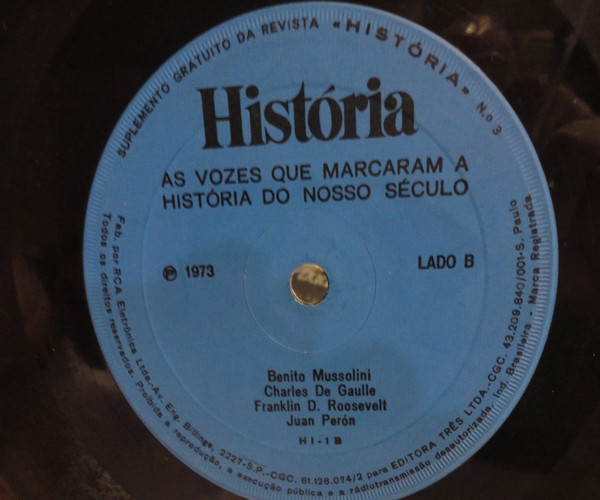 SUPLEMENTO GRATUITO DA REVISTA «HISTÓRIA» N.o 3
História
AS VOZES QUE MARCARAM A
HISTÓRIA DO NOSSO SÉCULO
℗ 1973
LADO B
Benito Mussolini
Charles De Gaulle
Franklin D. Roosevelt
Juan Perón
HI-1B
Fab. por RCA Eletrônica Ltda.-Av. Eng. Billings, 2227-S.P.-CGC. 61.126.074/2 para EDITORA TRÊS LTDA.-CGC. 43.209.840/001-S. Paulo
Todos os direitos reservados. Proibida a reprodução, a execução pública e a rádiotransmissão desautorizada. Ind. Brasileira - Marca Registrada